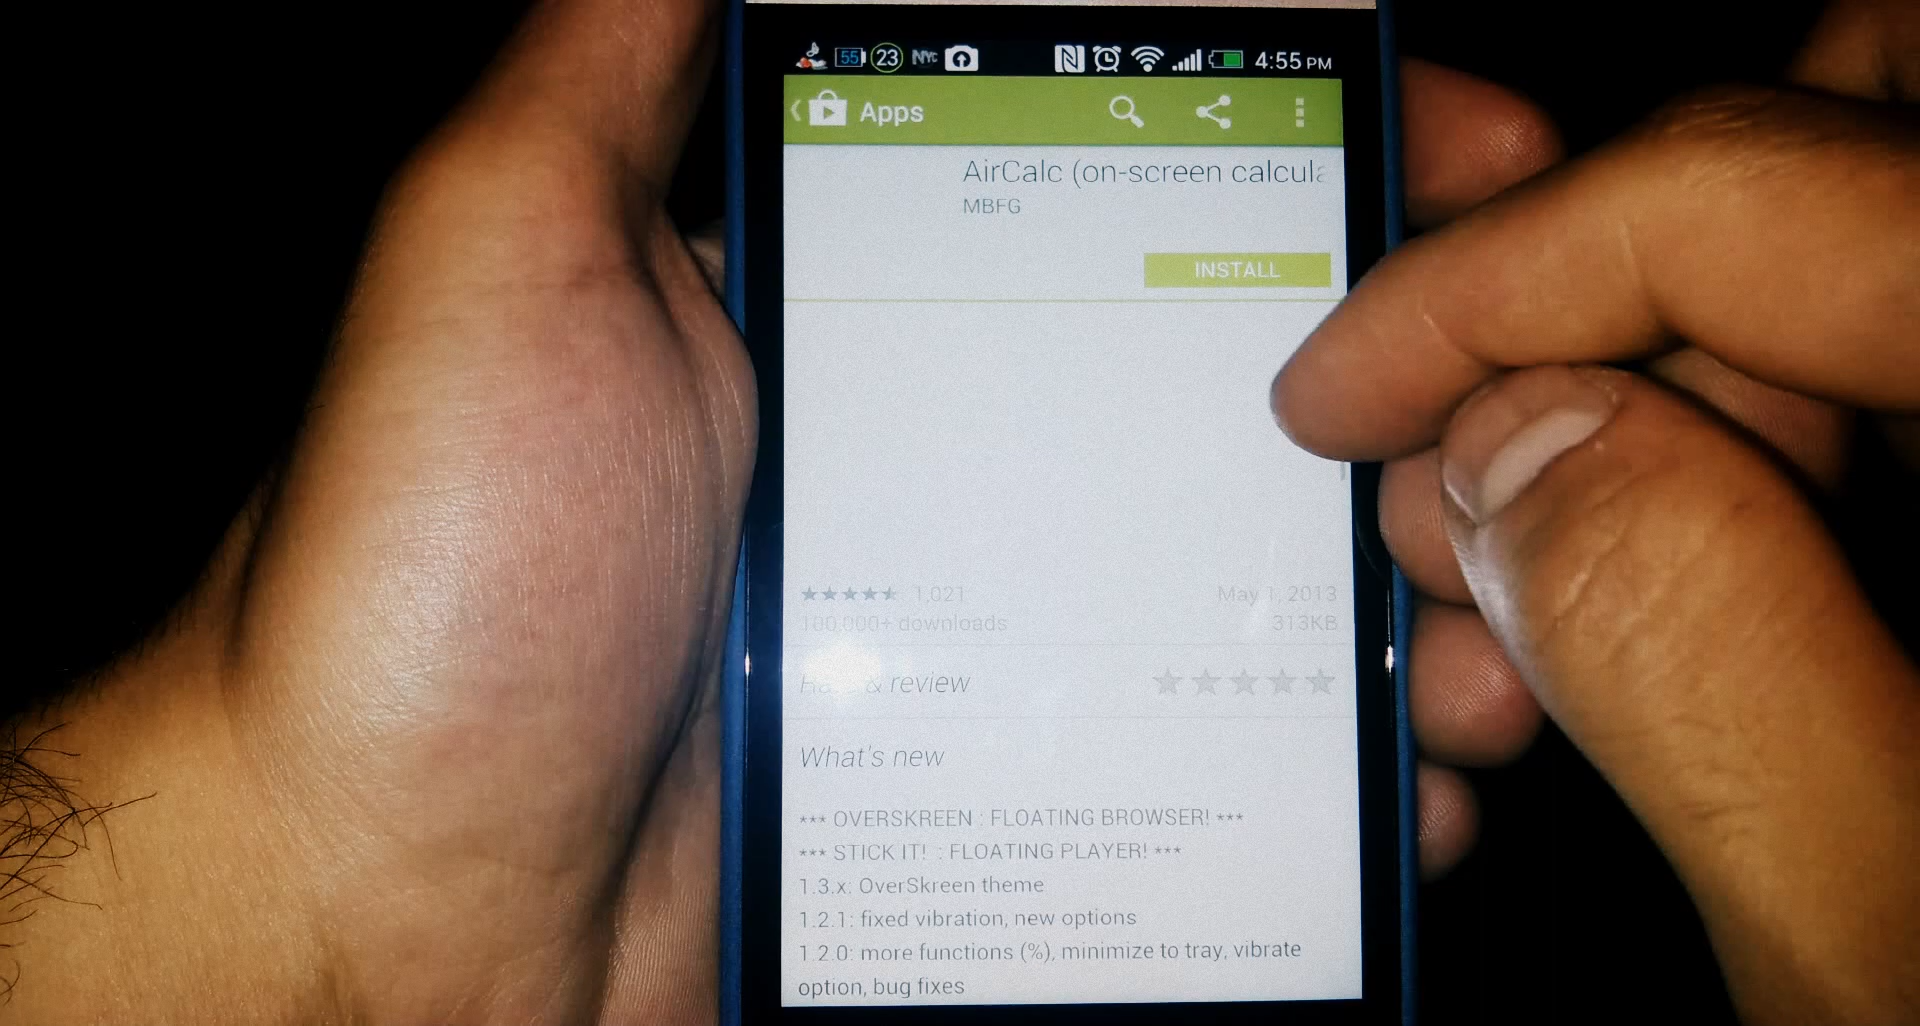 55 23 NYC 4:55 PM
Apps
AirCalc (on-screen calcula
MBFG
INSTALL
1,021 May 1, 2013
100,000+ downloads 313KB
& review
What's new
*** OVERSKREEN : FLOATING BROWSER! ***
*** STICK IT! : FLOATING PLAYER! ***
1.3.x: OverSkreen theme
1.2.1: fixed vibration, new options
1.2.0: more functions (%), minimize to tray, vibrate
option, bug fixes